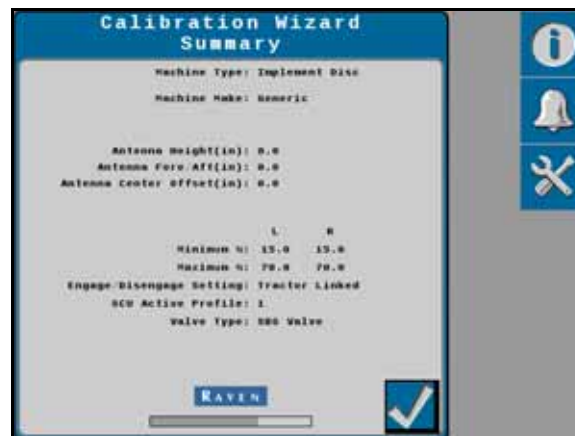 Calibration Wizard
Summary
Machine Type: Implement Disc
Machine Make: Generic
Antenna Height(in): 0.0
Antenna Fore/Aft(in): 0.0
Antenna Center Offset(in): 0.0
L R
Minimum %: 15.0 15.0
Maximum %: 70.0 70.0
Engage/Disengage Setting: Tractor Linked
SCU Active Profile: 1
Valve Type: Valve
RAVEN